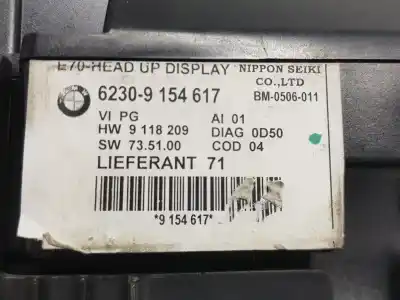 E70-HEAD UP DISPLAY NIPPON SEIKI
CO.,LTD
BMW 6230-9 154 617 BM-0506-011
VI PG AI 01
HW 9 118 209 DIAG 0D50
SW 73.51.00 COD 04
LIEFERANT 71
*9 154 617*